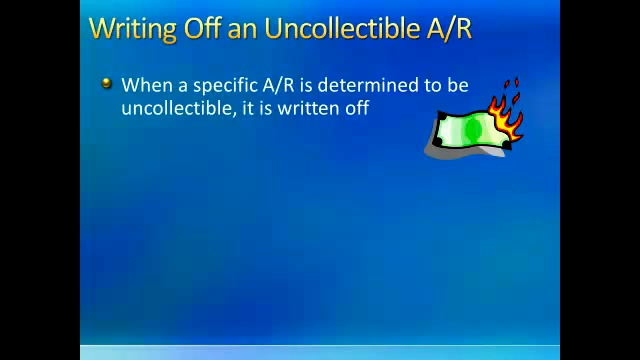 Writing Off an Uncollectible A/R
When a specific A/R is determined to be
uncollectible, it is written off